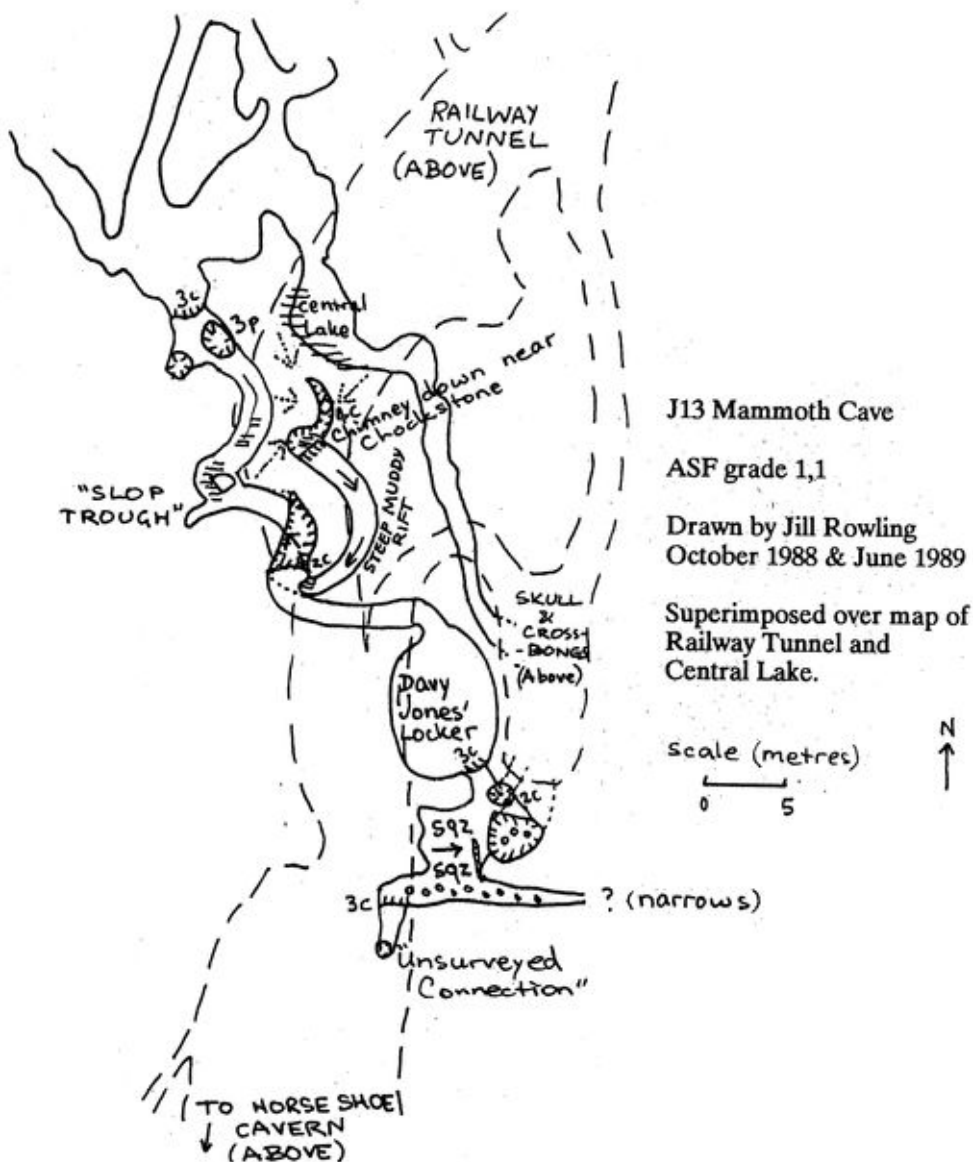 RAILWAY
TUNNEL
(ABOVE)
3c
3p
Central
Lake
4c
Chimney down near
Chockstone
"SLOP
TROUGH"
STEEP MUDDY
RIFT
2c
SKULL
&
CROSS-
BONES
(Above)
Davy
Jones'
Locker
3c
2c
sqz
sqz
3c
? (narrows)
"Unsurveyed
Connection"
TO HORSE SHOE
CAVERN
(ABOVE)
J13 Mammoth Cave
ASF grade 1,1
Drawn by Jill Rowling
October 1988 & June 1989
Superimposed over map of
Railway Tunnel and
Central Lake.
Scale (metres)
0 5
N